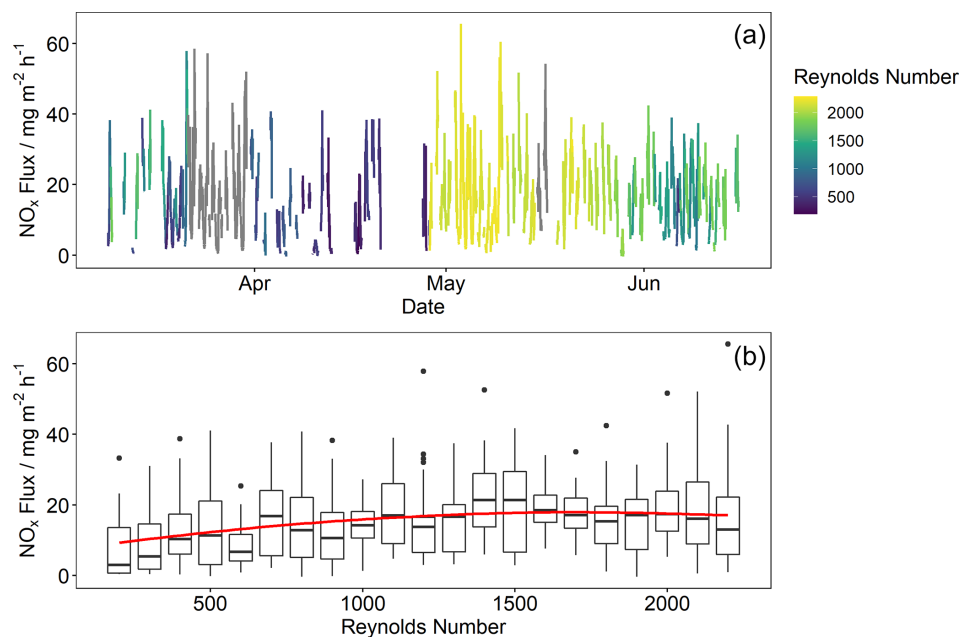 (a)
NOx Flux / mg m-2 h-1
60
40
20
0
Apr
May
Jun
Date
Reynolds Number
2000
1500
1000
500
(b)
NOx Flux / mg m-2 h-1
60
40
20
0
500
1000
1500
2000
Reynolds Number